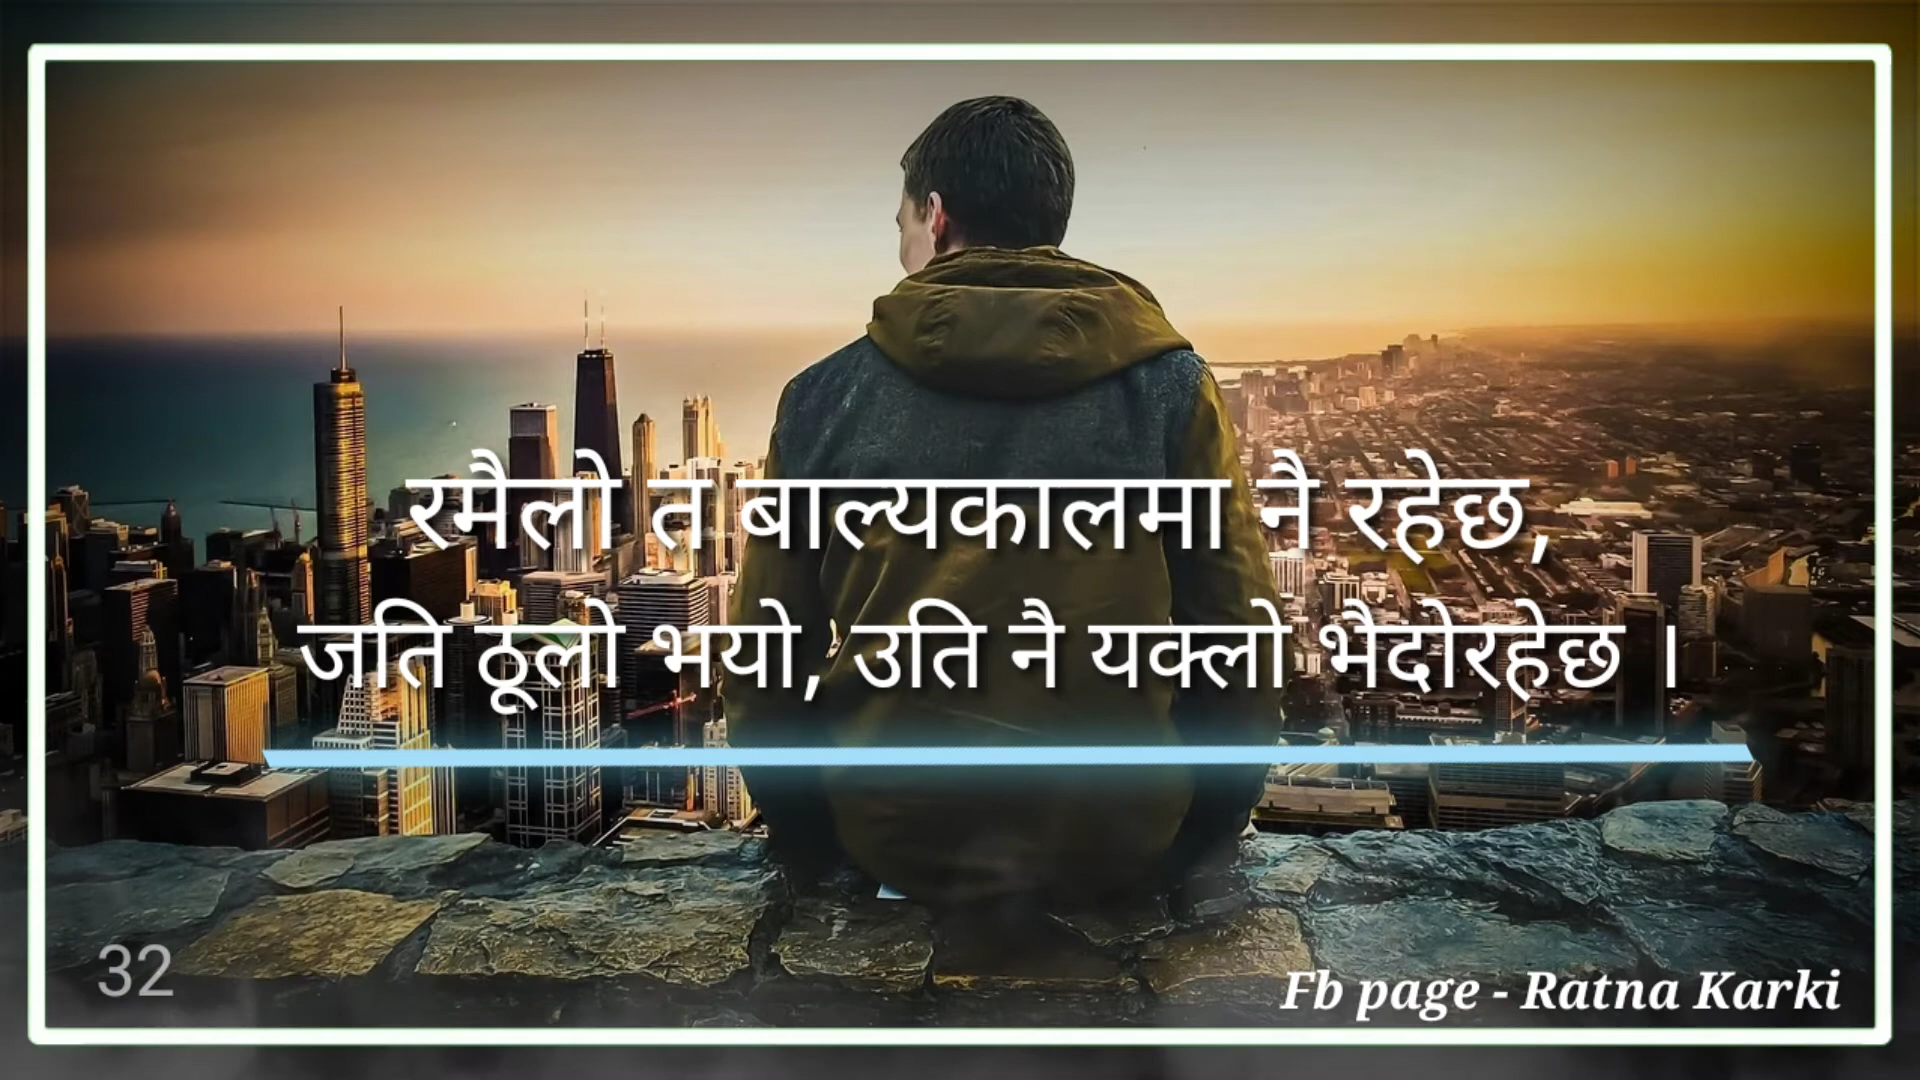 रमैलो त बाल्यकालमा नै रहेछ,
जति ठूलो भयो, उति नै यक्लो भैदोरहेछ ।
32
Fb page - Ratna Karki